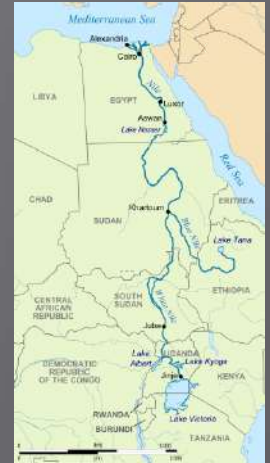 Mediterranean Sea
Alexandria
Cairo
Nile
LIBYA
EGYPT
Luxor
Aswan
Lake Nasser
Red Sea
CHAD
SUDAN
Khartoum
ERITREA
Blue Nile
Lake Tana
ETHIOPIA
White Nile
CENTRAL
AFRICAN
REPUBLIC
SOUTH
SUDAN
Juba
Lake
Albert
UGANDA
Lake Kyoga
DEMOCRATIC
REPUBLIC
OF THE CONGO
Jinja
KENYA
RWANDA
Lake Victoria
BURUNDI
TANZANIA